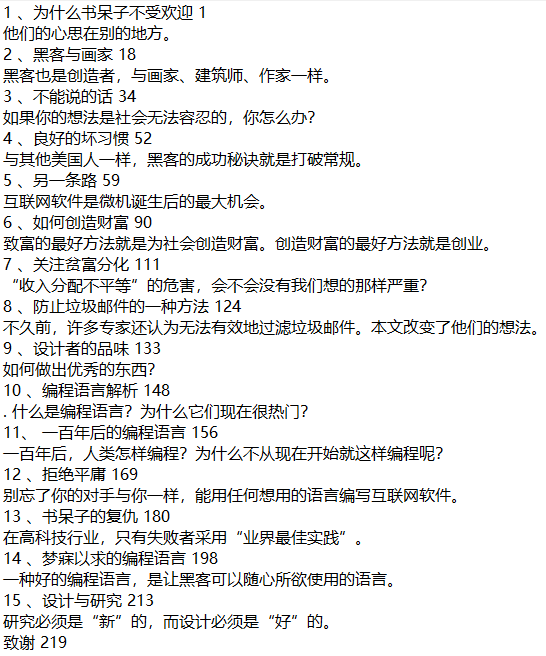 1 、为什么书呆子不受欢迎 1
他们的心思在别的地方。
2 、黑客与画家 18
黑客也是创造者，与画家、建筑师、作家一样。
3 、不能说的话 34
如果你的想法是社会无法容忍的，你怎么办？
4 、良好的坏习惯 52
与其他美国人一样，黑客的成功秘诀就是打破常规。
5 、另一条路 59
互联网软件是微机诞生后的最大机会。
6 、如何创造财富 90
致富的最好方法就是为社会创造财富。创造财富的最好方法就是创业。
7 、关注贫富分化 111
“收入分配不平等”的危害，会不会没有我们想的那样严重？
8 、防止垃圾邮件的一种方法 124
不久前，许多专家还认为无法有效地过滤垃圾邮件。本文改变了他们的想法。
9 、设计者的品味 133
如何做出优秀的东西？
10 、编程语言解析 148
. 什么是编程语言？为什么它们现在很热门？
11、 一百年后的编程语言 156
一百年后，人类怎样编程？为什么不从现在开始就这样编程呢？
12 、拒绝平庸 169
别忘了你的对手与你一样，能用任何想用的语言编写互联网软件。
13 、书呆子的复仇 180
在高科技行业，只有失败者采用“业界最佳实践”。
14 、梦寐以求的编程语言 198
一种好的编程语言，是让黑客可以随心所欲使用的语言。
15 、设计与研究 213
研究必须是“新”的，而设计必须是“好”的。
致谢 219